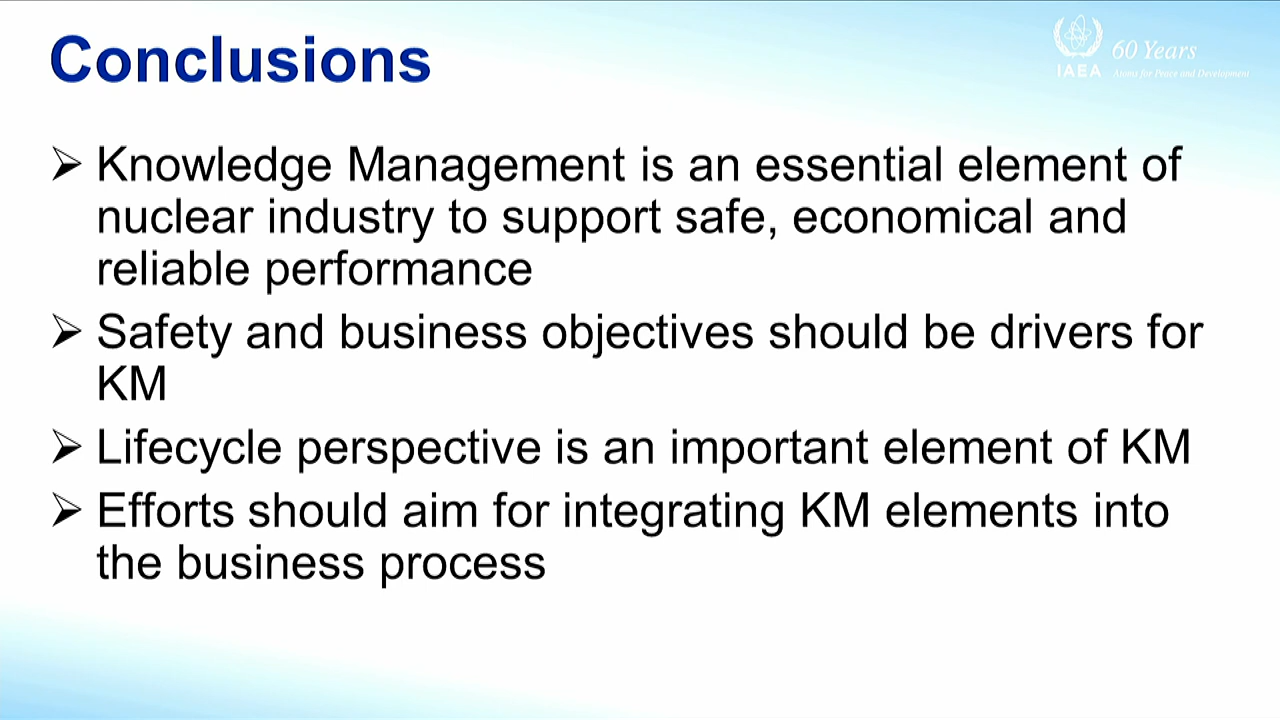 Conclusions
60 Years
IAEA
Atoms for Peace and Development
➢ Knowledge Management is an essential element of
nuclear industry to support safe, economical and
reliable performance
➢ Safety and business objectives should be drivers for
KM
➢ Lifecycle perspective is an important element of KM
➢ Efforts should aim for integrating KM elements into
the business process